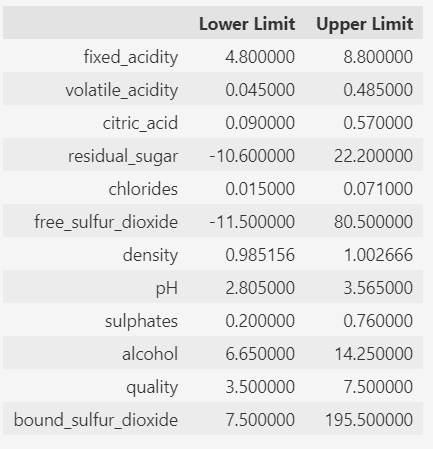 Lower Limit Upper Limit
fixed_acidity 4.800000 8.800000
volatile_acidity 0.045000 0.485000
citric_acid 0.090000 0.570000
residual_sugar -10.600000 22.200000
chlorides 0.015000 0.071000
free_sulfur_dioxide -11.500000 80.500000
density 0.985156 1.002666
pH 2.805000 3.565000
sulphates 0.200000 0.760000
alcohol 6.650000 14.250000
quality 3.500000 7.500000
bound_sulfur_dioxide 7.500000 195.500000